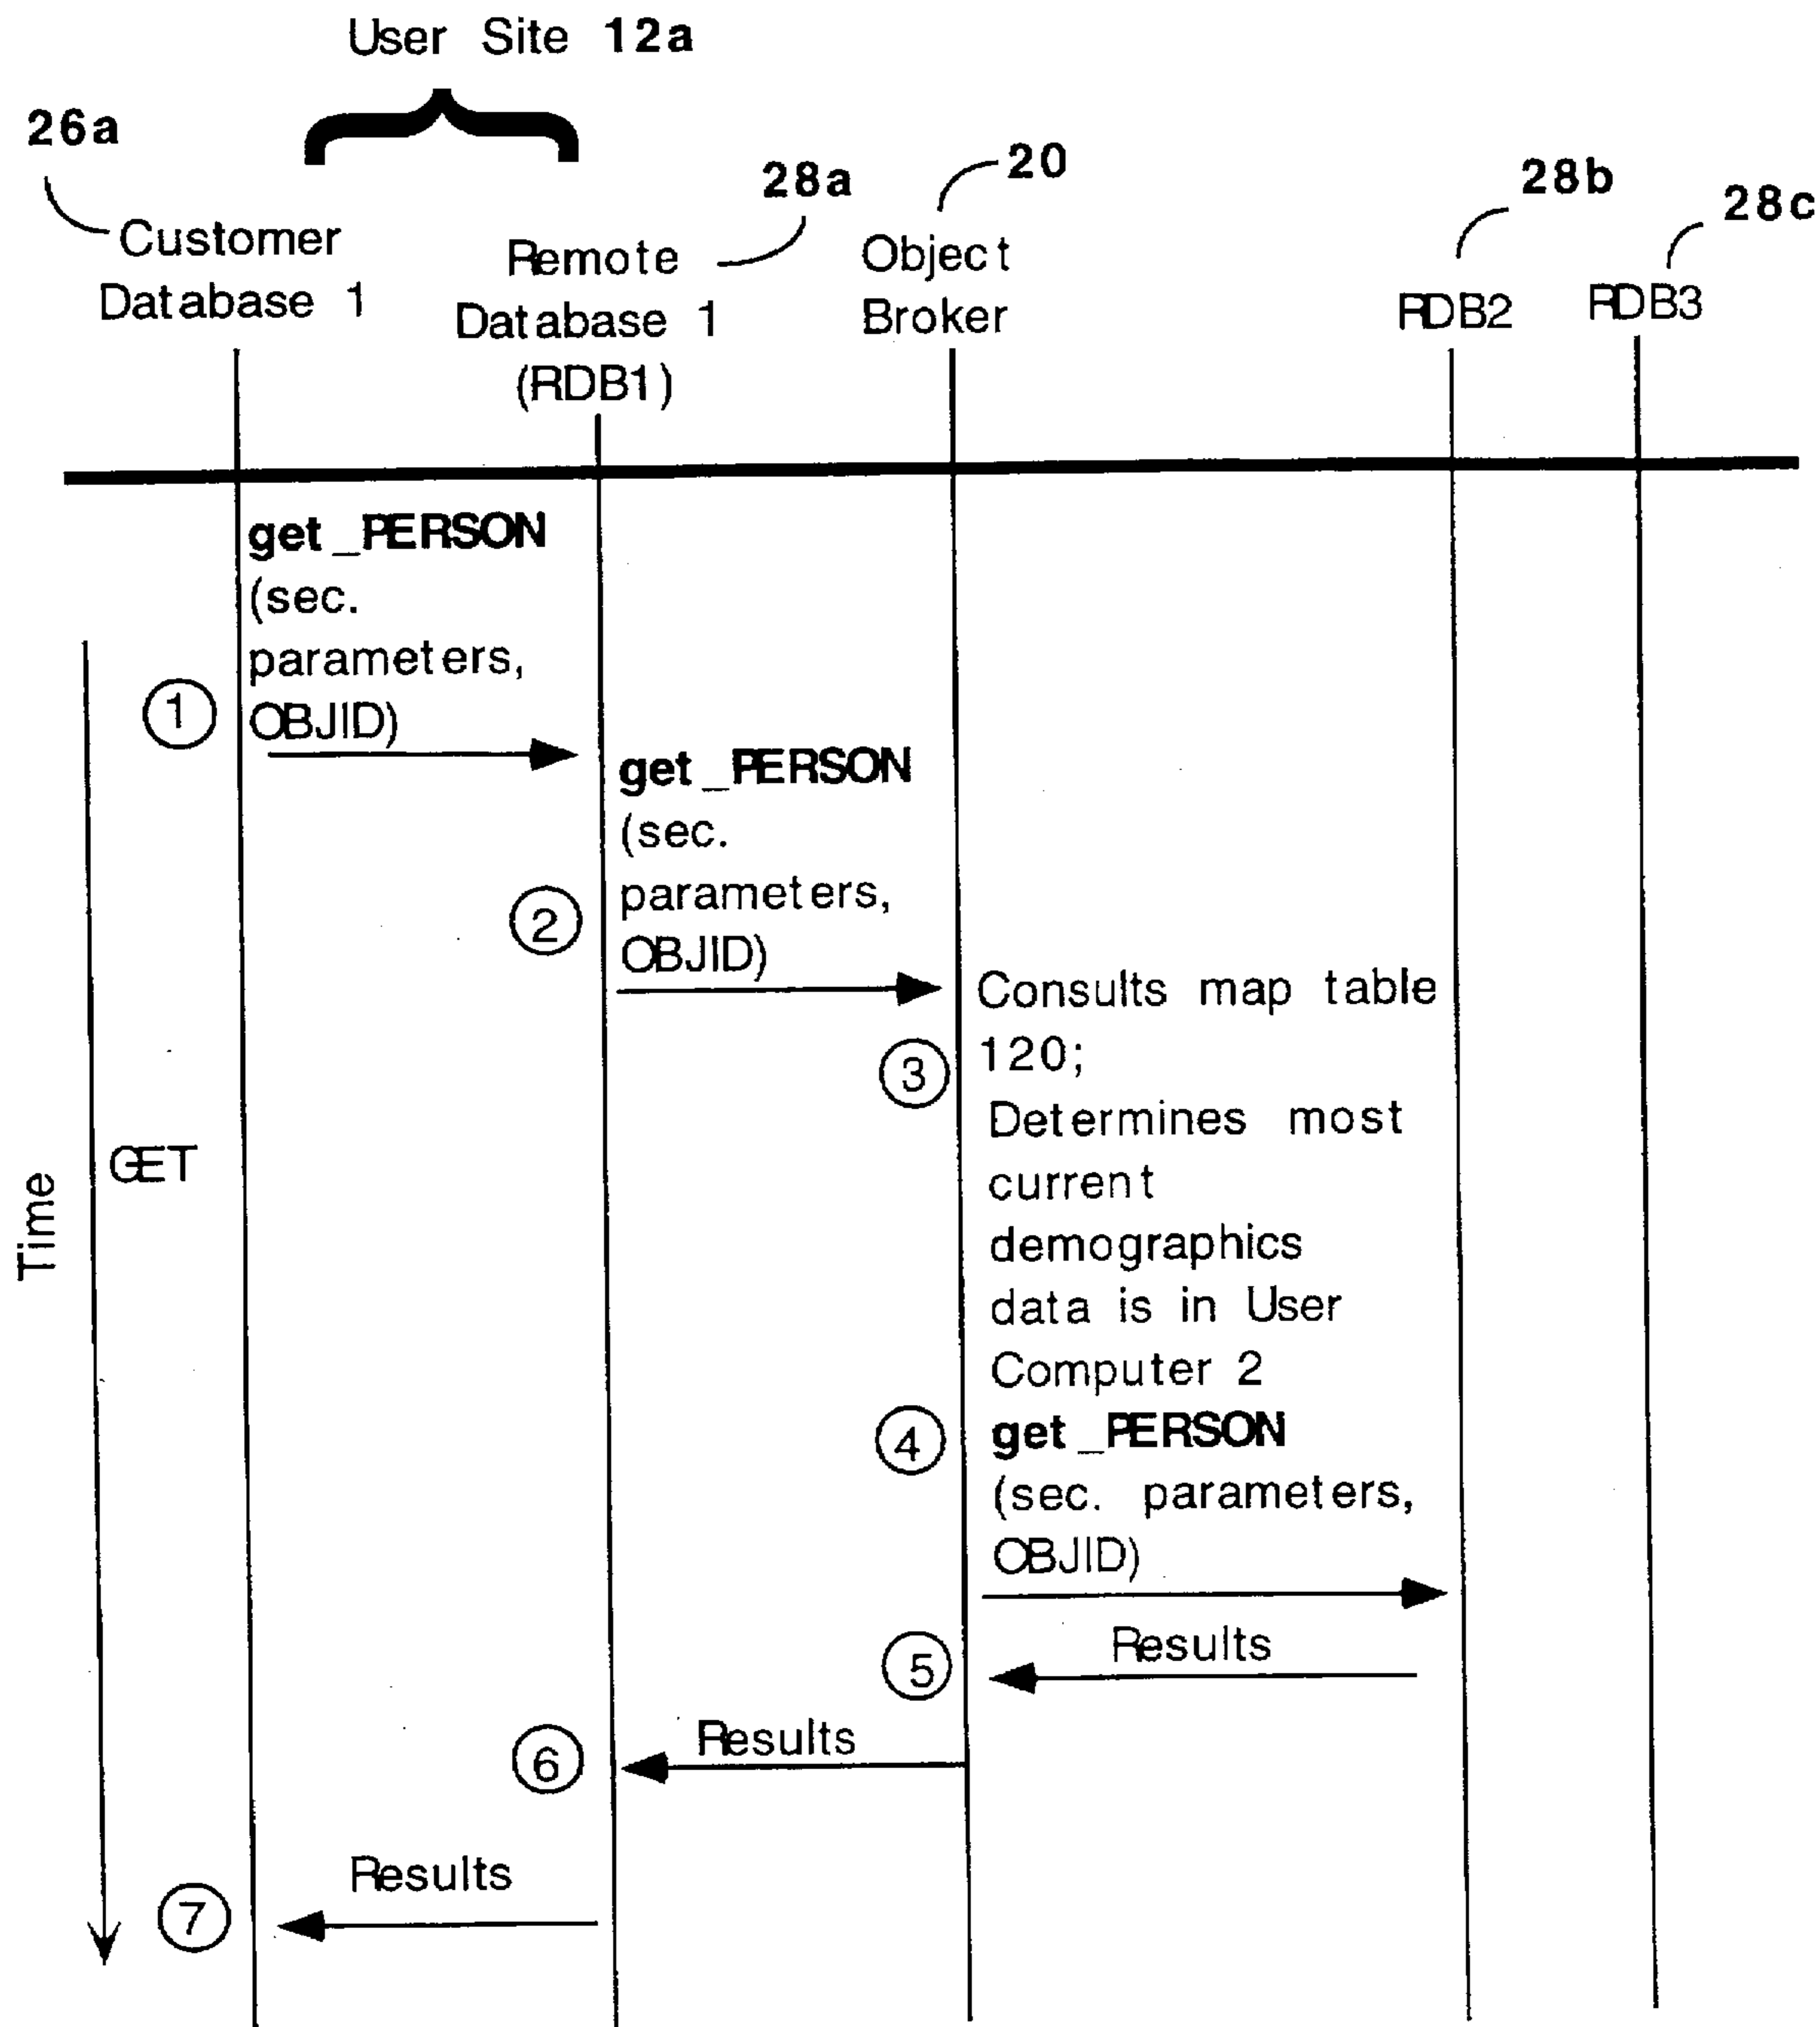 User Site 12a
26a
28a
20
28b
28c
Customer
Database 1
Remote
Database 1
(RDB1)
Object
Broker
RDB2
RDB3
get_PERSON
(sec.
parameters,
OBJID)
1
get_PERSON
(sec.
parameters,
OBJID)
2
Consults map table
120;
3
Determines most
current
demographics
data is in User
Computer 2
GET
Time
4
get_PERSON
(sec. parameters,
OBJID)
5
Results
6
Results
7
Results